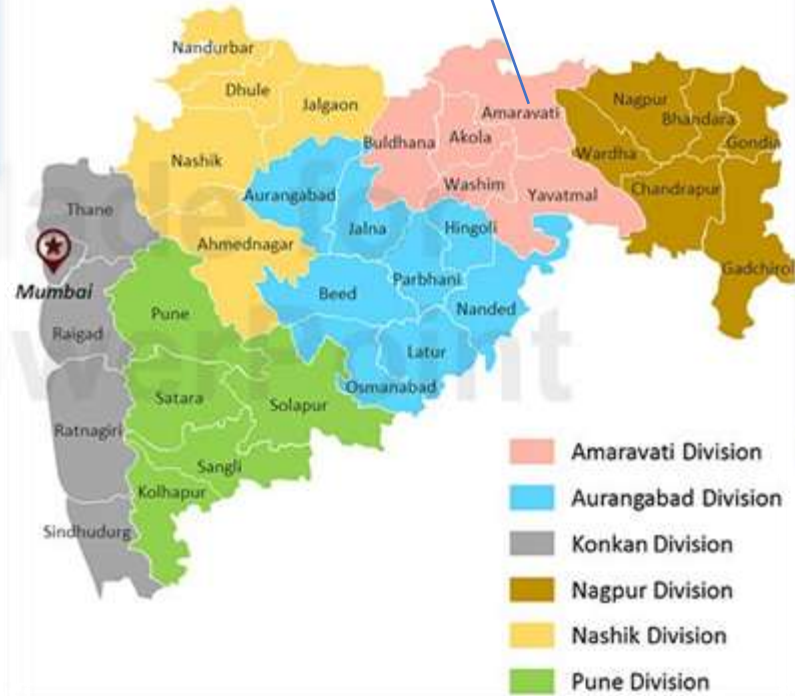 Nandurbar
Dhule
Jalgaon
Nashik
Ahmednagar
Buldhana
Akola
Amaravati
Washim
Yavatmal
Nagpur
Bhandara
Gondia
Wardha
Chandrapur
Gadchirol
Aurangabad
Jalna
Hingoli
Parbhani
Beed
Nanded
Latur
Osmanabad
Thane
Mumbai
Raigad
Ratnagiri
Sindhudurg
Pune
Satara
Solapur
Sangli
Kolhapur
Amaravati Division
Aurangabad Division
Konkan Division
Nagpur Division
Nashik Division
Pune Division